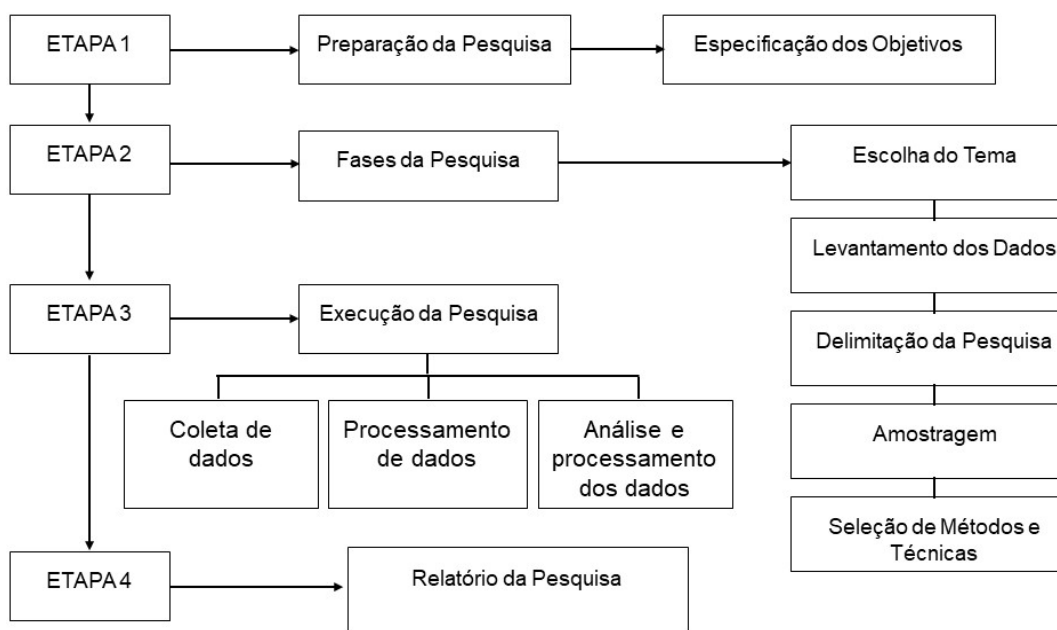 ETAPA 1
Preparação da Pesquisa
Especificação dos Objetivos
ETAPA 2
Fases da Pesquisa
Escolha do Tema
Levantamento dos Dados
Delimitação da Pesquisa
Amostragem
Seleção de Métodos e
Técnicas
ETAPA 3
Execução da Pesquisa
Coleta de
dados
Processamento
de dados
Análise e
processamento
dos dados
ETAPA 4
Relatório da Pesquisa